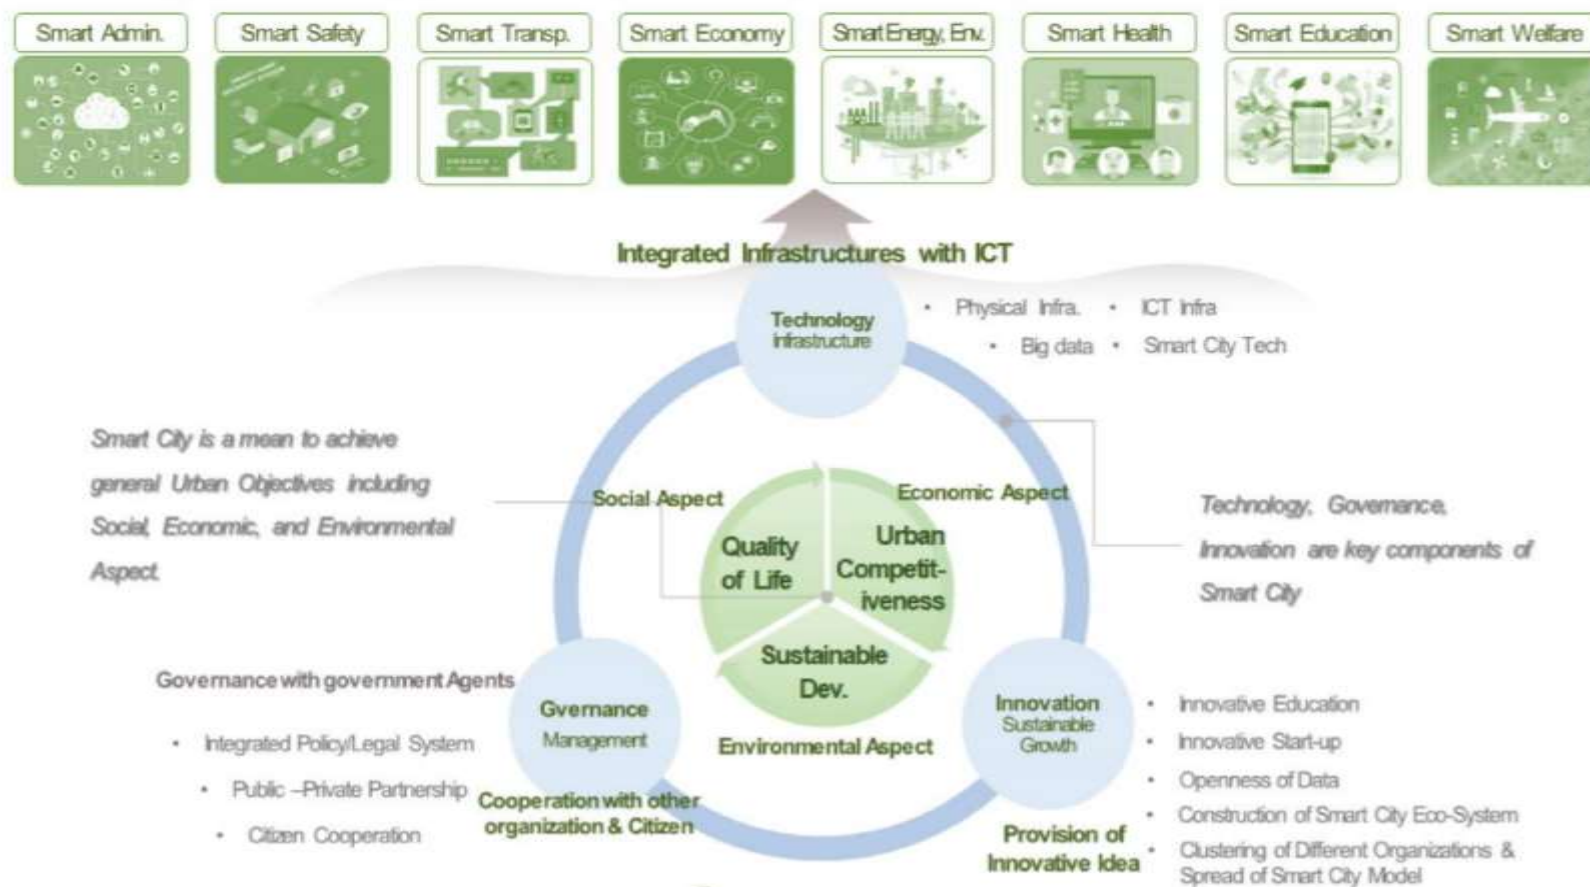 Smart Admin.
Smart Safety
Smart Transp.
Smart Economy
Smart Energy, Env.
Smart Health
Smart Education
Smart Welfare
Integrated Infrastructures with ICT
Technology
Infrastructure
• Physical Infra. • ICT Infra
• Big data • Smart City Tech
Smart City is a mean to achieve
general Urban Objectives including
Social, Economic, and Environmental
Aspect.
Social Aspect
Economic Aspect
Quality
of Life
Urban
Competit-
iveness
Sustainable
Dev.
Environmental Aspect
Technology, Governance,
Innovation are key components of
Smart City
Governance with government Agents
• Integrated Policy/Legal System
• Public –Private Partnership
• Citizen Cooperation
Gvernance
Management
Cooperation with other
organization & Citizen
Innovation
Sustainable
Growth
Provision of
Innovative Idea
• Innovative Education
• Innovative Start-up
• Openness of Data
• Construction of Smart City Eco-System
• Clustering of Different Organizations &
Spread of Smart City Model